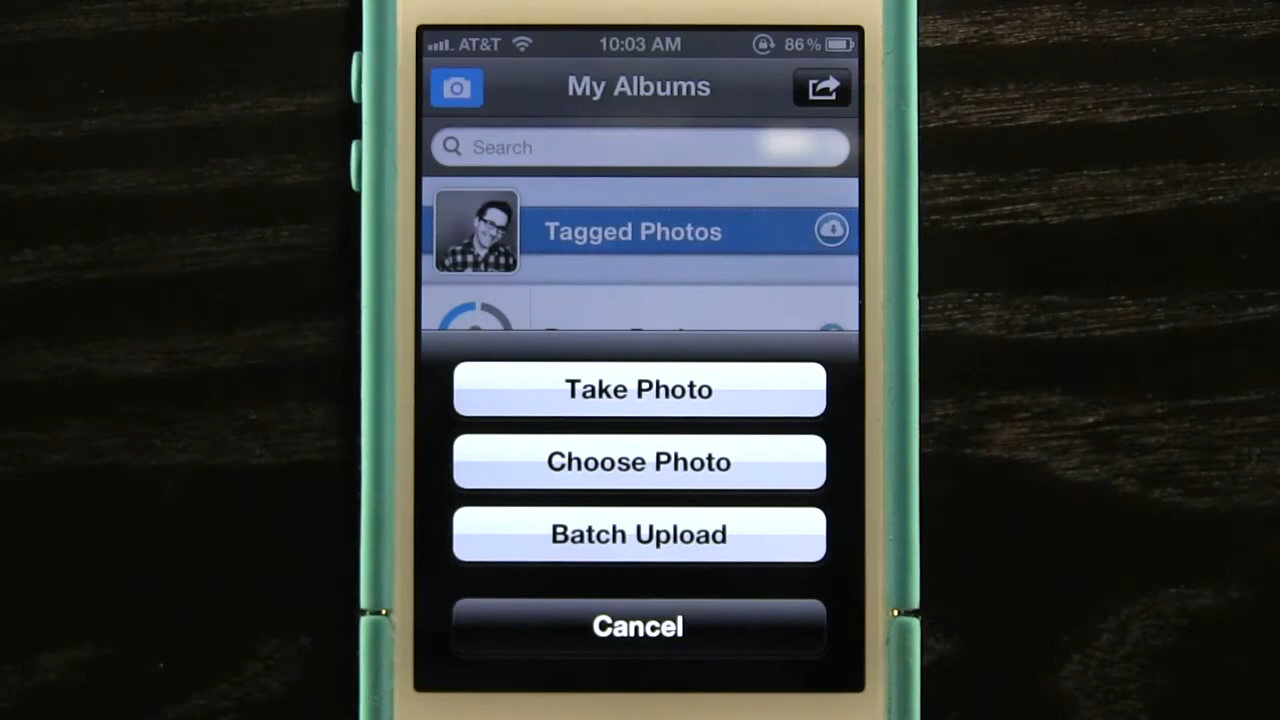 AT&T 10:03 AM 86%
My Albums
Search
Tagged Photos
Take Photo
Choose Photo
Batch Upload
Cancel